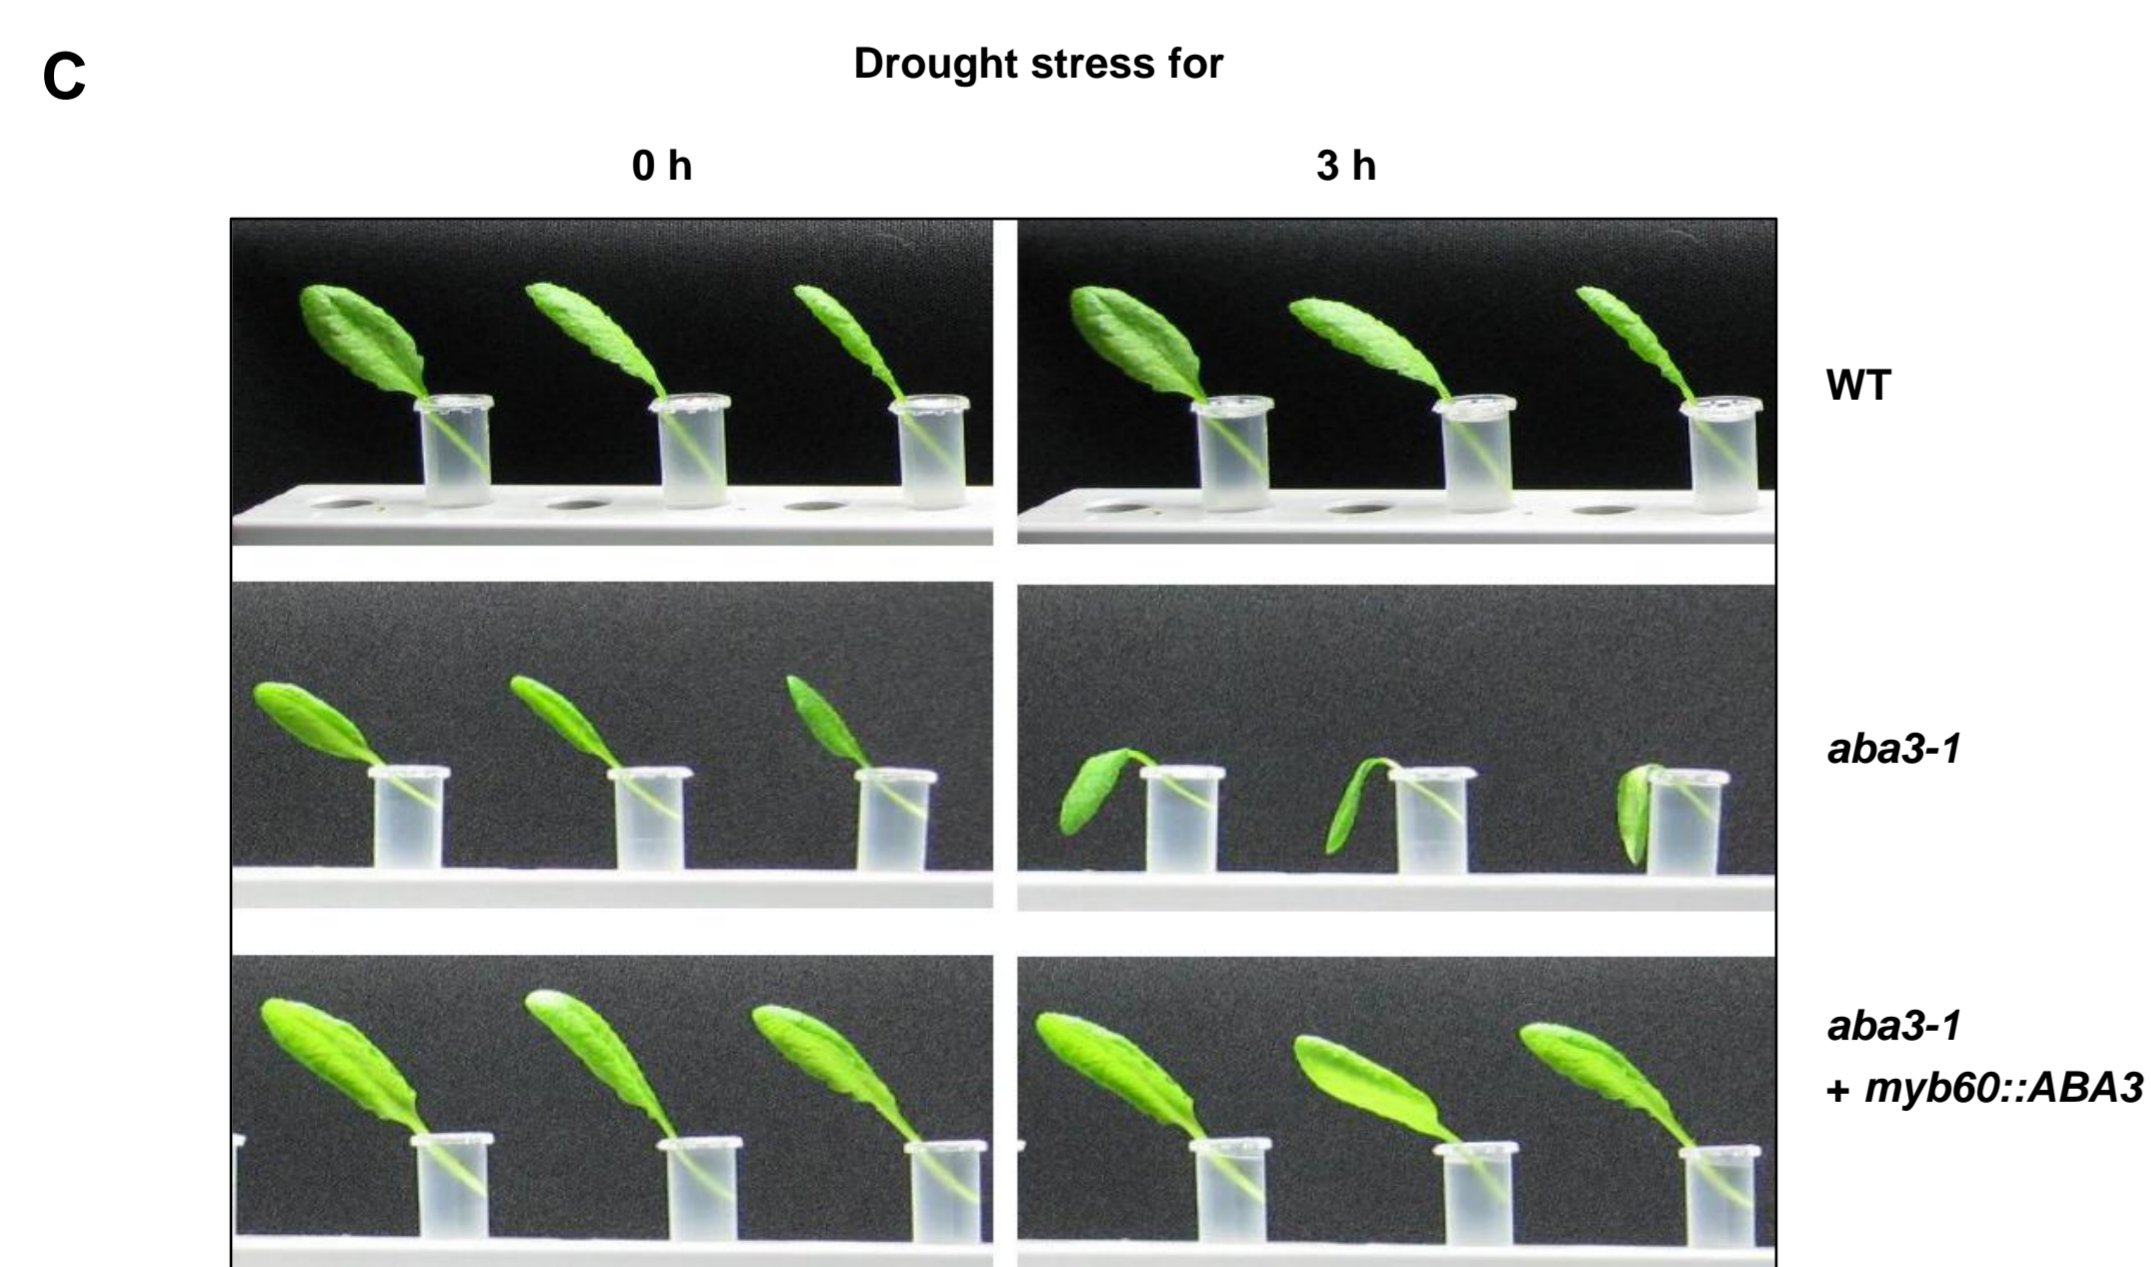 C
Drought stress for
0 h
3 h
WT
aba3-1
aba3-1
+ myb60::ABA3